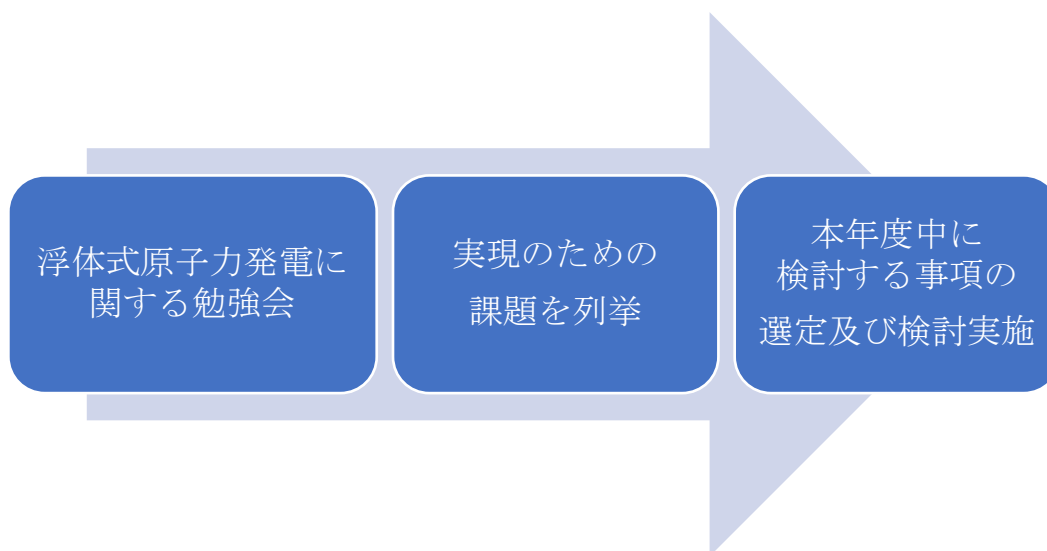 浮体式原子力発電に
関する勉強会
実現のための
課題を列挙
本年度中に
検討する事項の
選定及び検討実施